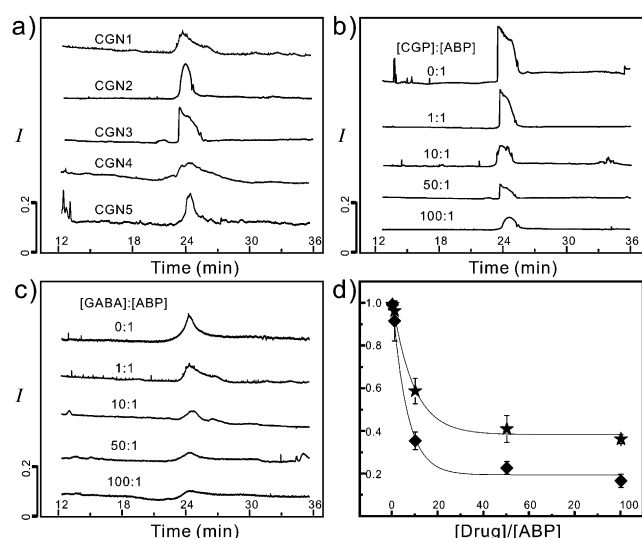 a)
CGN1
CGN2
CGN3
CGN4
CGN5
I
0.2
12 18 24 30 36
Time (min)
b)
[CGP]:[ABP]
0:1
1:1
10:1
50:1
100:1
0.2
12 18 24 30 36
Time (min)
c)
[GABA]:[ABP]
0:1
1:1
10:1
50:1
100:1
I
0.2
12 18 24 30 36
Time (min)
d)
1.0
0.8
0.6
0.4
0.2
0 20 40 60 80 100
[Drug]/[ABP]